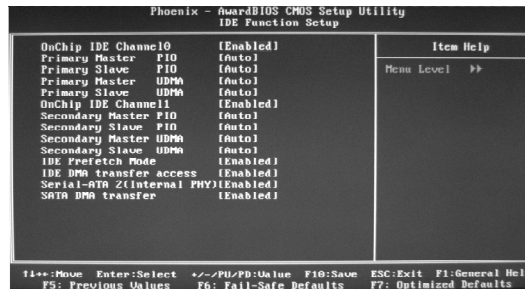 Phoenix - AwardBIOS CMOS Setup Utility
IDE Function Setup
OnChip IDE Channel0 [Enabled]
Primary Master PIO [Auto]
Primary Slave PIO [Auto]
Primary Master UDMA [Auto]
Primary Slave UDMA [Auto]
OnChip IDE Channel1 [Enabled]
Secondary Master PIO [Auto]
Secondary Slave PIO [Auto]
Secondary Master UDMA [Auto]
Secondary Slave UDMA [Auto]
IDE Prefetch Mode [Enabled]
IDE DMA transfer access [Enabled]
Serial-ATA 2(Internal PHY)[Enabled]
SATA DMA transfer [Enabled]
Item Help
Menu Level ►►
↑↓→←:Move Enter:Select +/-/PU/PD:Value F10:Save ESC:Exit F1:General Hel
F5: Previous Values F6: Fail-Safe Defaults F7: Optimized Defaults